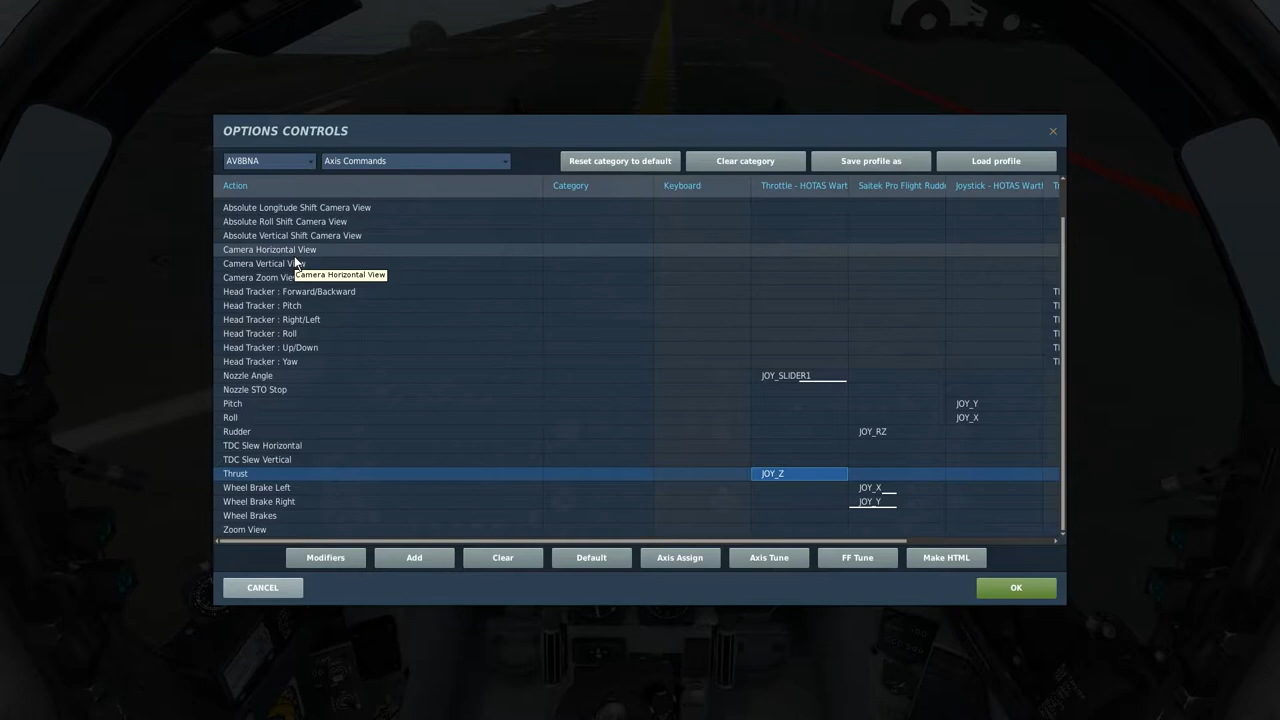 OPTIONS CONTROLS
AV8BNA Axis Commands Reset category to default Clear category Save profile as Load profile
Action Category Keyboard Throttle - HOTAS Wart Saitek Pro Flight Rudd Joystick - HOTAS Wart
Absolute Longitude Shift Camera View
Absolute Roll Shift Camera View
Absolute Vertical Shift Camera View
Camera Horizontal View
Camera Vertical
Camera Horizontal View
Camera Zoom
Head Tracker : Forward/Backward
Head Tracker : Pitch
Head Tracker : Right/Left
Head Tracker : Roll
Head Tracker : Up/Down
Head Tracker : Yaw
Nozzle Angle JOY_SLIDER1
Nozzle STO Stop
Pitch JOY_Y
Roll JOY_X
Rudder JOY_RZ
TDC Slew Horizontal
TDC Slew Vertical
Thrust JOY_Z
Wheel Brake Left JOY_X
Wheel Brake Right JOY_Y
Wheel Brakes
Zoom View
Modifiers Add Clear Default Axis Assign Axis Tune FF Tune Make HTML
CANCEL OK